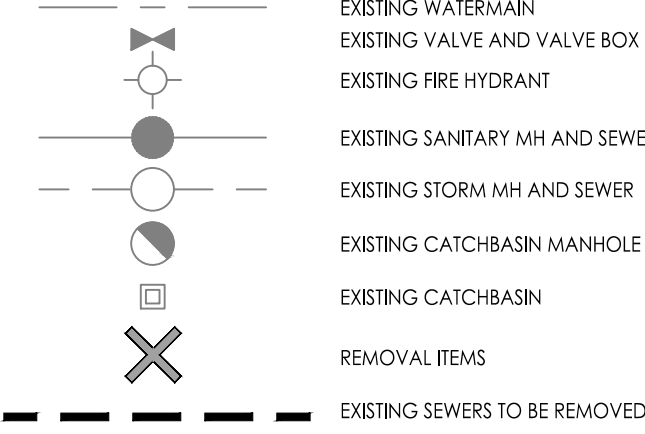 EXISTING WATERMAIN
EXISTING VALVE AND VALVE BOX
EXISTING FIRE HYDRANT
EXISTING SANITARY MH AND SEWE
EXISTING STORM MH AND SEWER
EXISTING CATCHBASIN MANHOLE
EXISTING CATCHBASIN
REMOVAL ITEMS
EXISTING SEWERS TO BE REMOVED